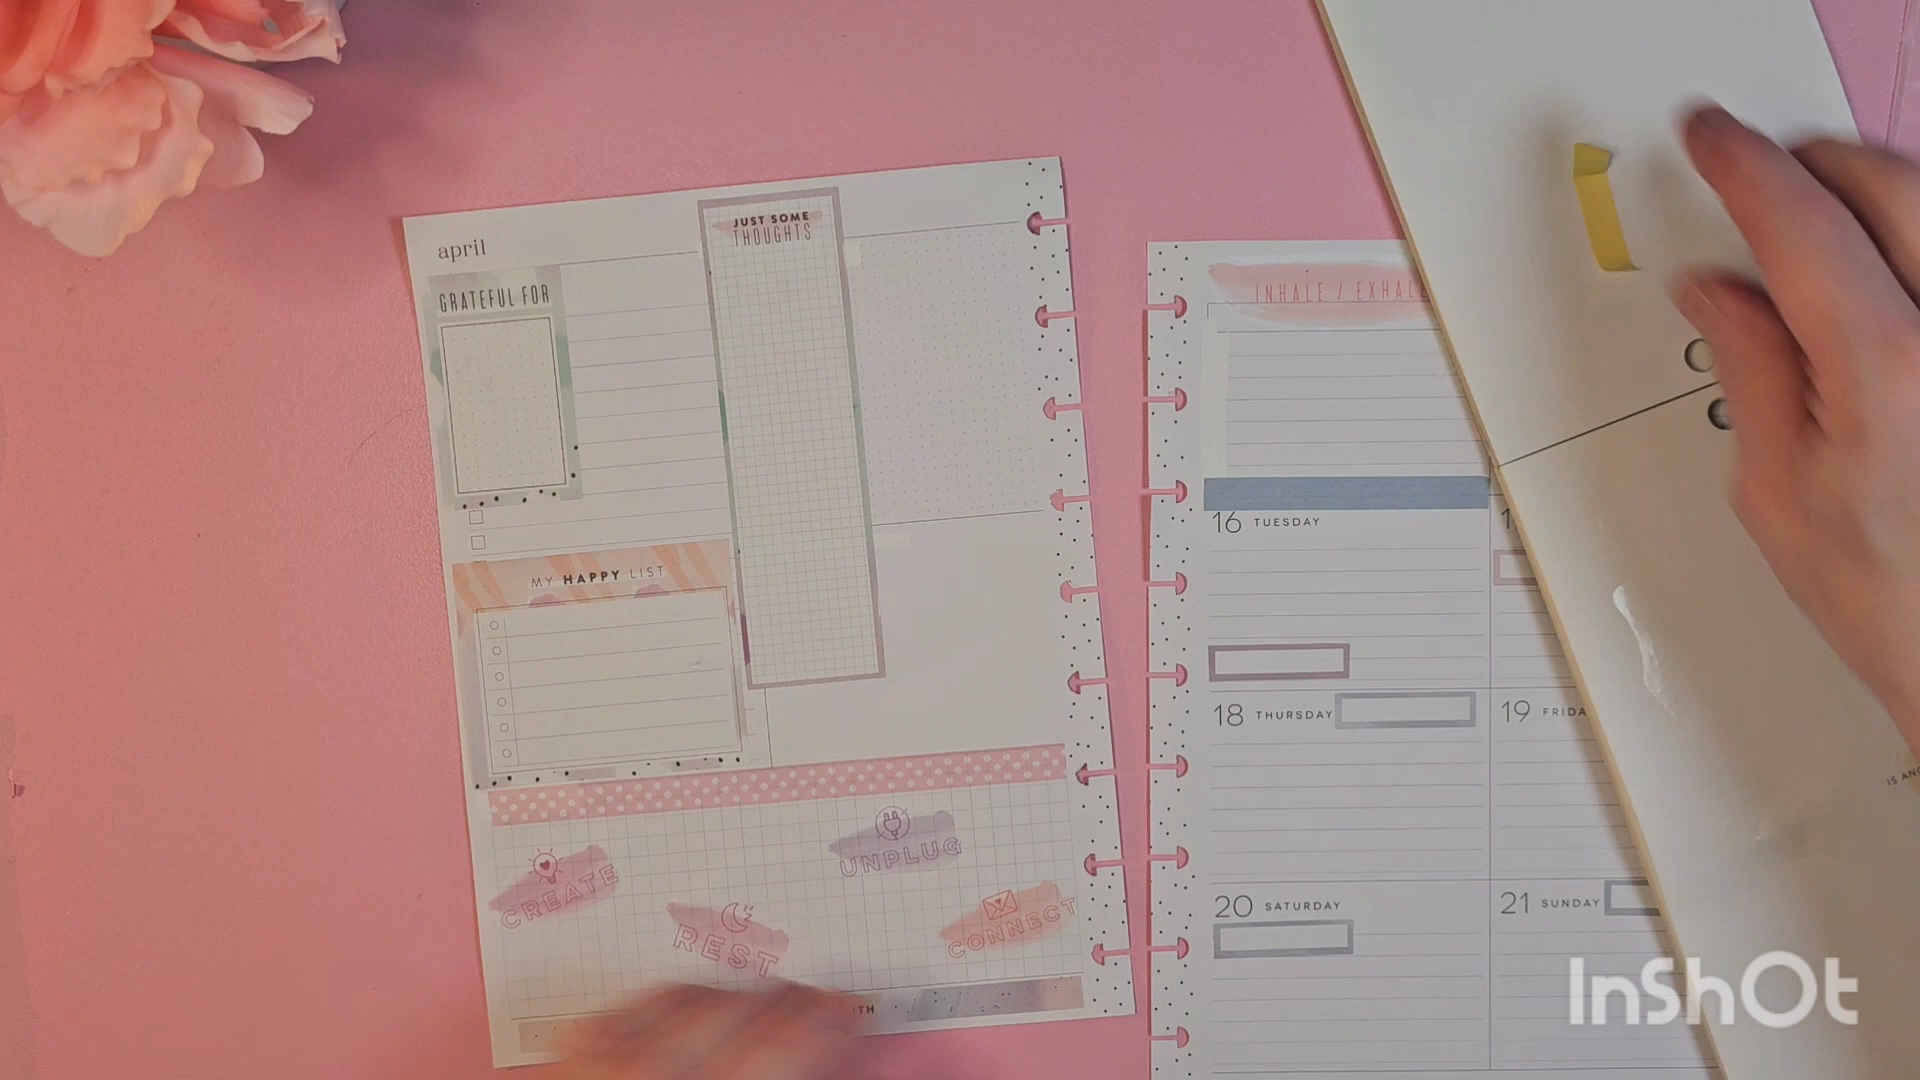 april
JUST SOME
THOUGHTS
GRATEFUL FOR
MY HAPPY LIST
CREATE
REST
UNPLUG
CONNECT
INHALE / EXHALE
16 TUESDAY
18 THURSDAY
19 FRIDA
20 SATURDAY
21 SUNDAY
InShOt